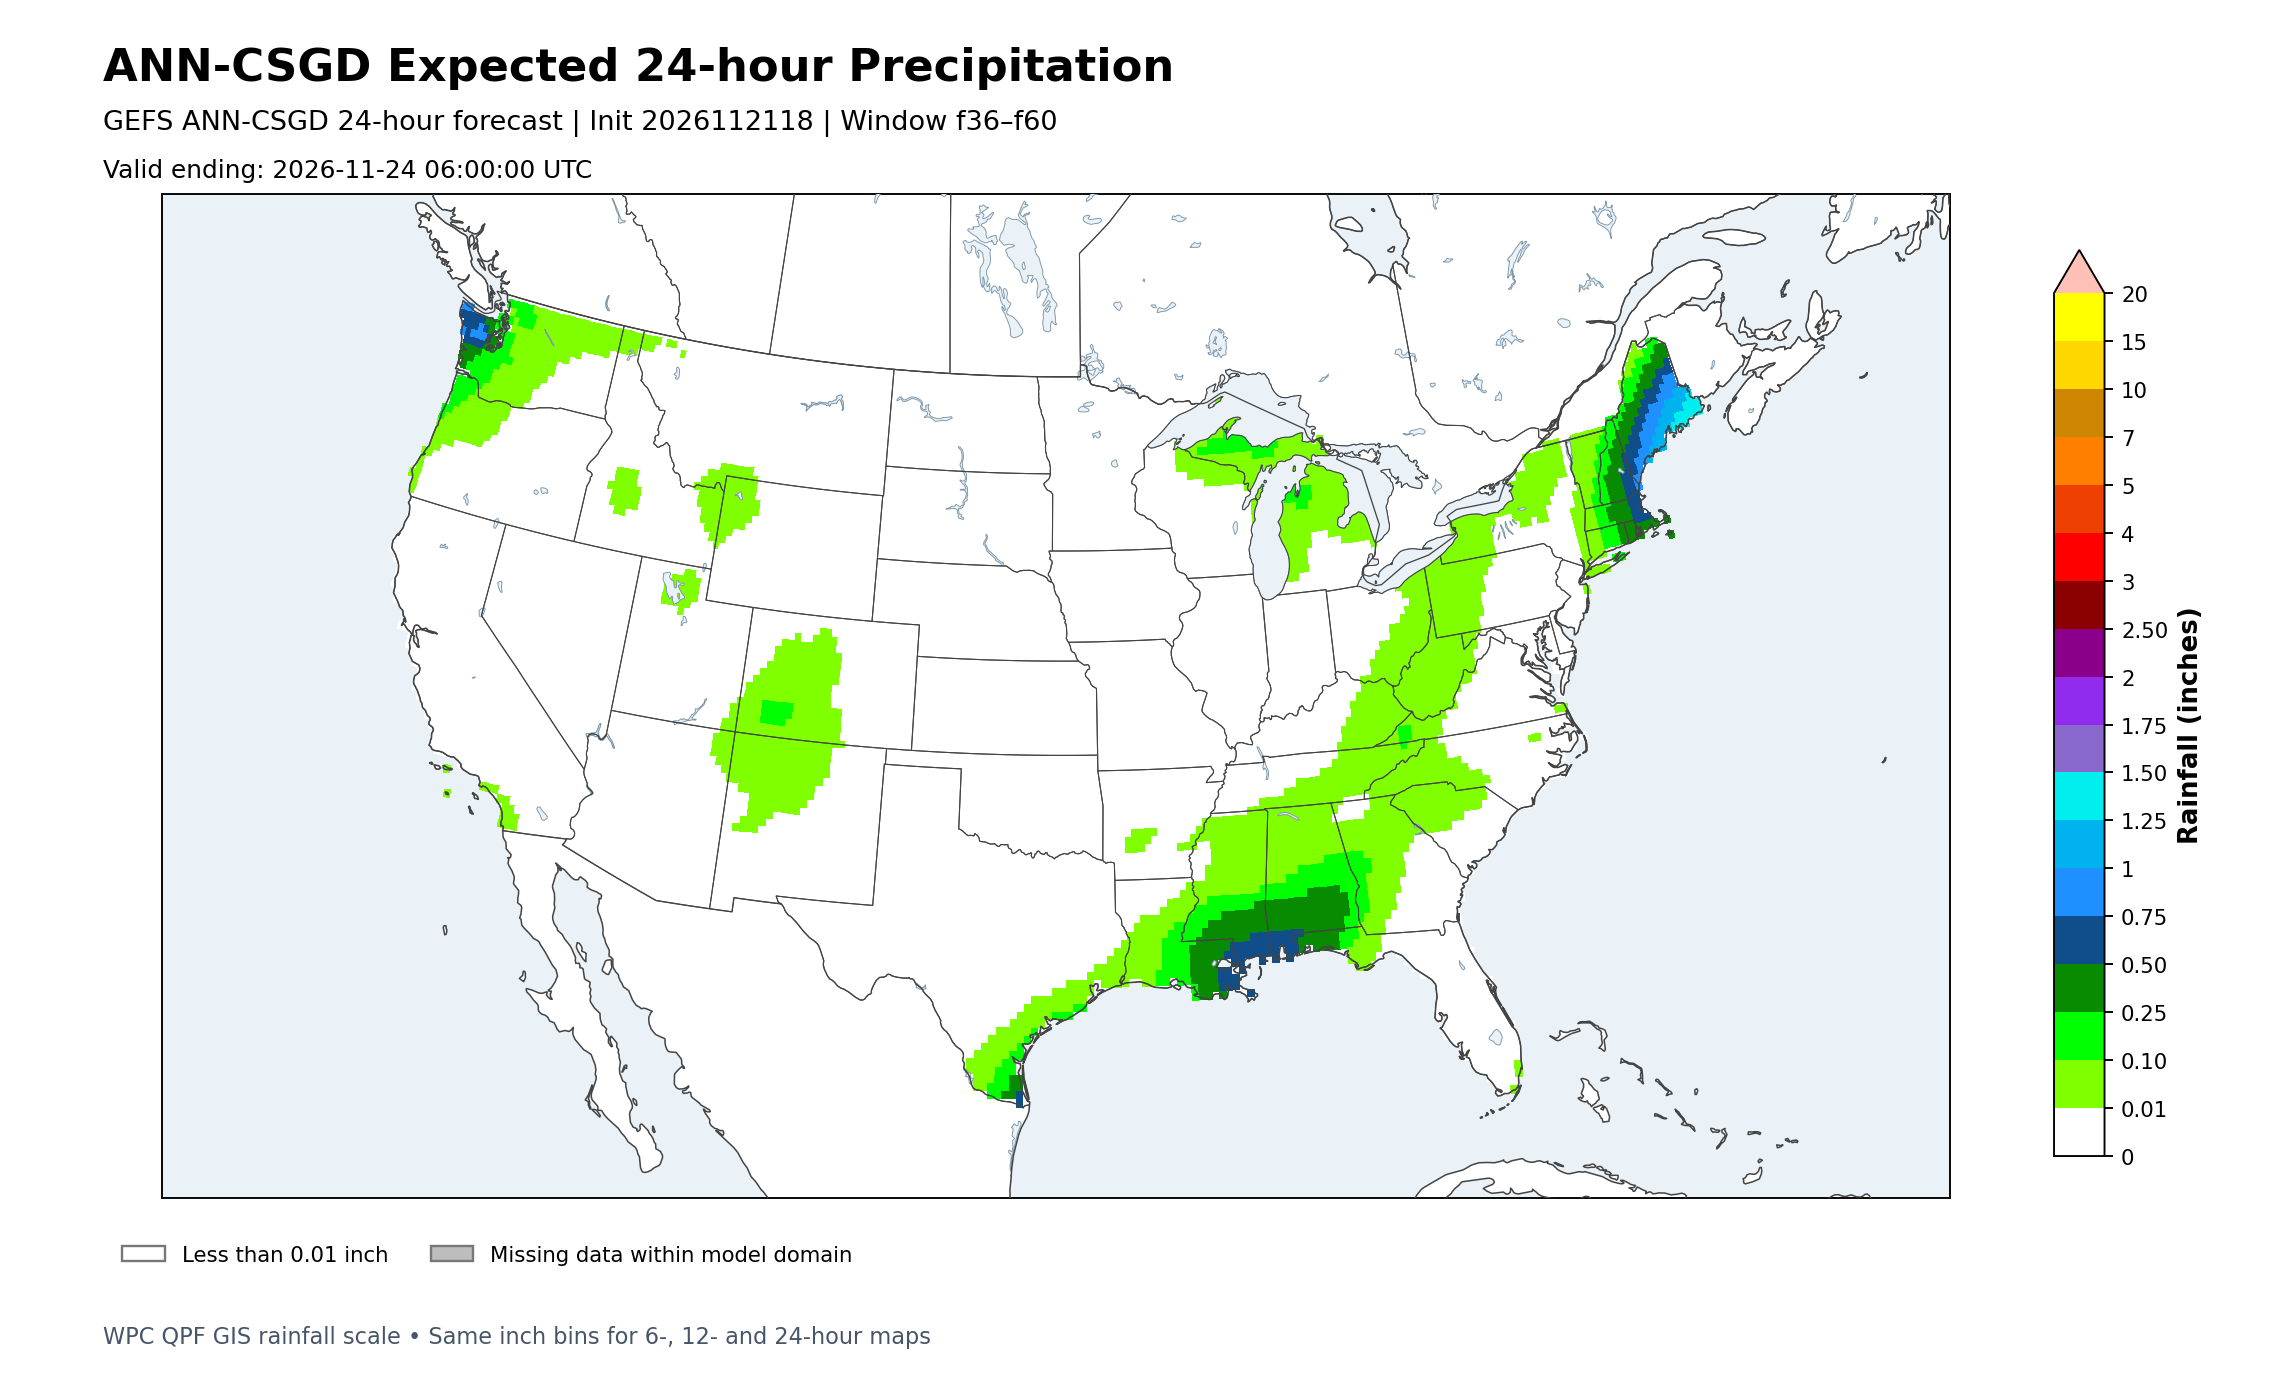 ANN-CSGD Expected 24-hour Precipitation
GEFS ANN-CSGD 24-hour forecast | Init 2026112118 | Window f36–f60
Valid ending: 2026-11-24 06:00:00 UTC
20
15
10
7
5
4
3
2.50
2
1.75
1.50
1.25
1
0.75
0.50
0.25
0.10
0.01
0
Rainfall (inches)
Less than 0.01 inch
Missing data within model domain
WPC QPF GIS rainfall scale • Same inch bins for 6-, 12- and 24-hour maps